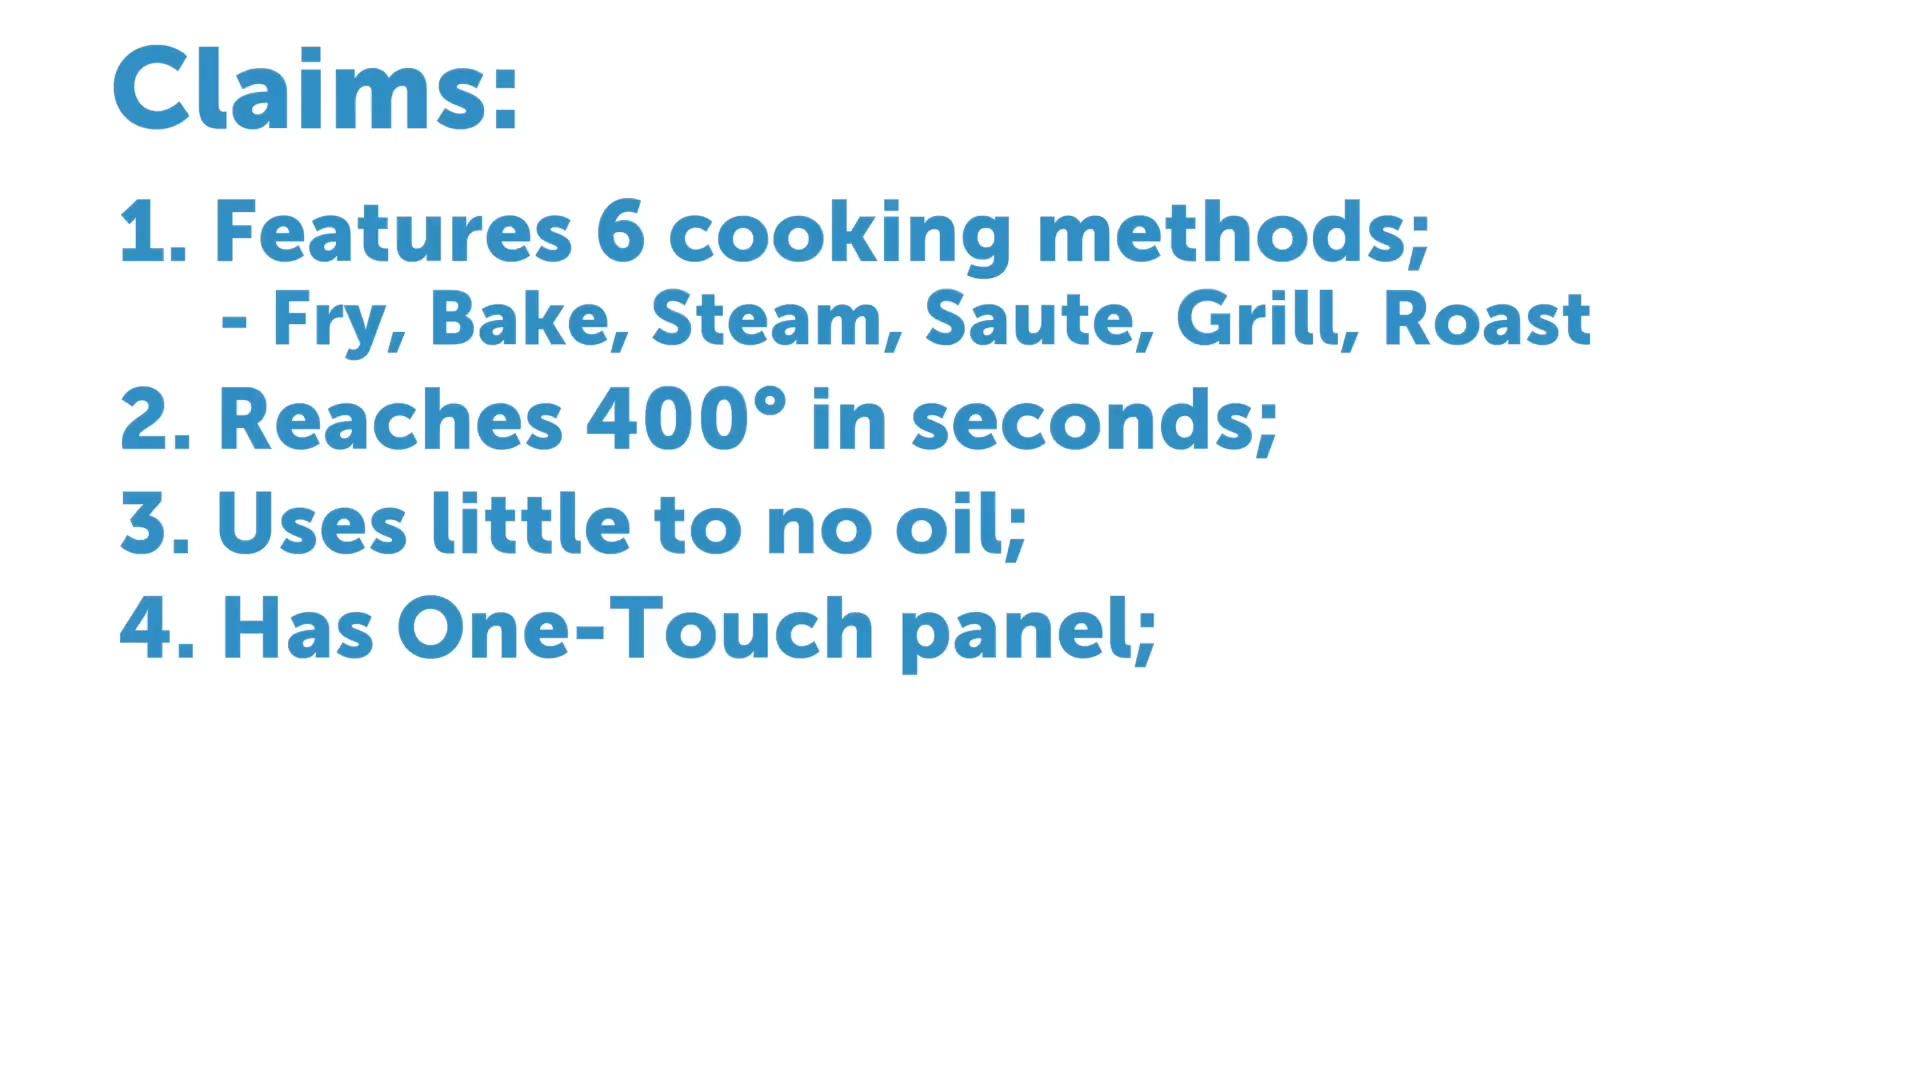 Claims:
1. Features 6 cooking methods;
- Fry, Bake, Steam, Saute, Grill, Roast
2. Reaches 400° in seconds;
3. Uses little to no oil;
4. Has One-Touch panel;